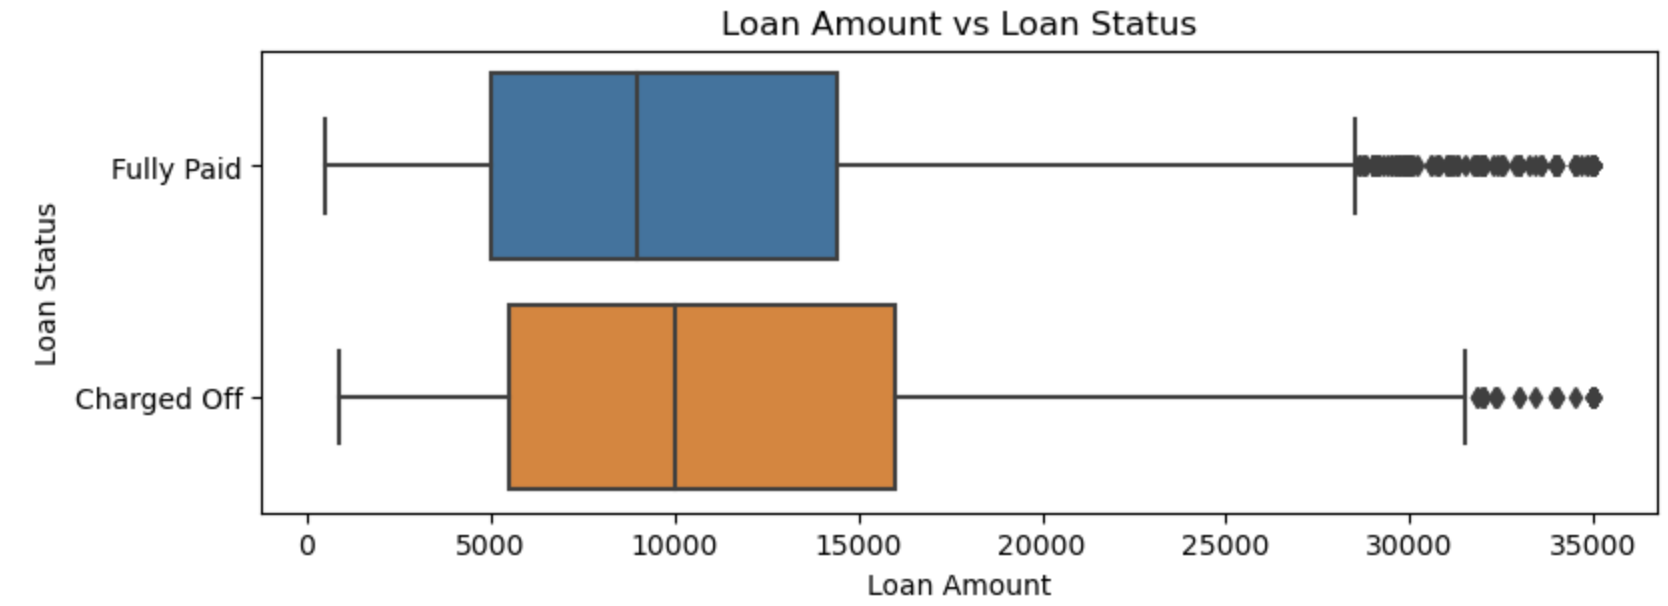 Loan Amount vs Loan Status
Loan Status
Fully Paid
Charged Off
0 5000 10000 15000 20000 25000 30000 35000
Loan Amount